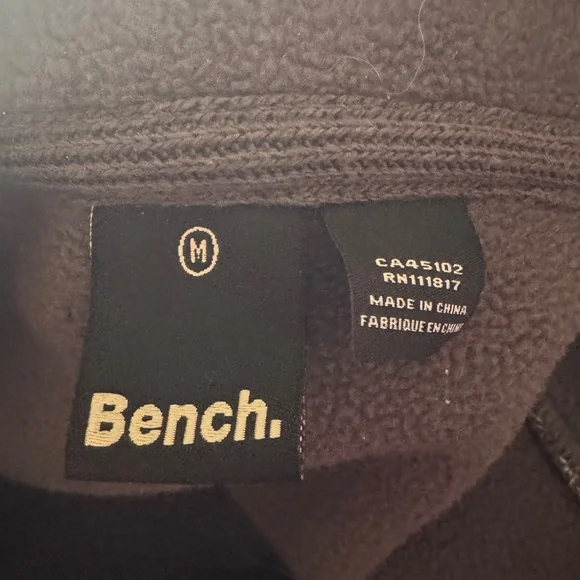 M
Bench.
CA45102
RN111817
MADE IN CHINA
FABRIQUE EN CHINE